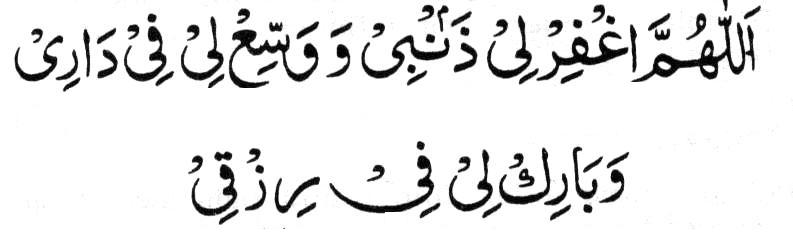 اَللّٰهُمَّ اغْفِرْ لِىْ ذَنْۢبِىْ وَ وَسِّعْ لِىْ فِىْ دَارِىْ
وَبَارِكْ لِىْ فِىْ رِزْقِىْ